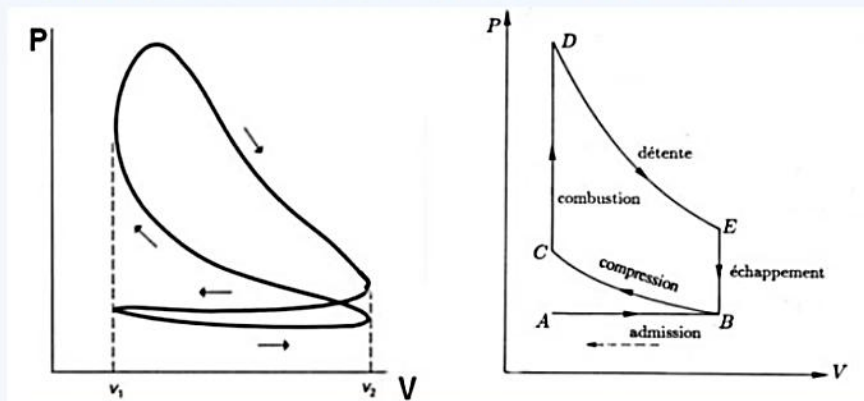 P
v₁
v₂
V
P
D
détente
combustion
E
C
compression
échappement
A
B
admission
V